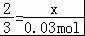 2/3 = x/0.03mol